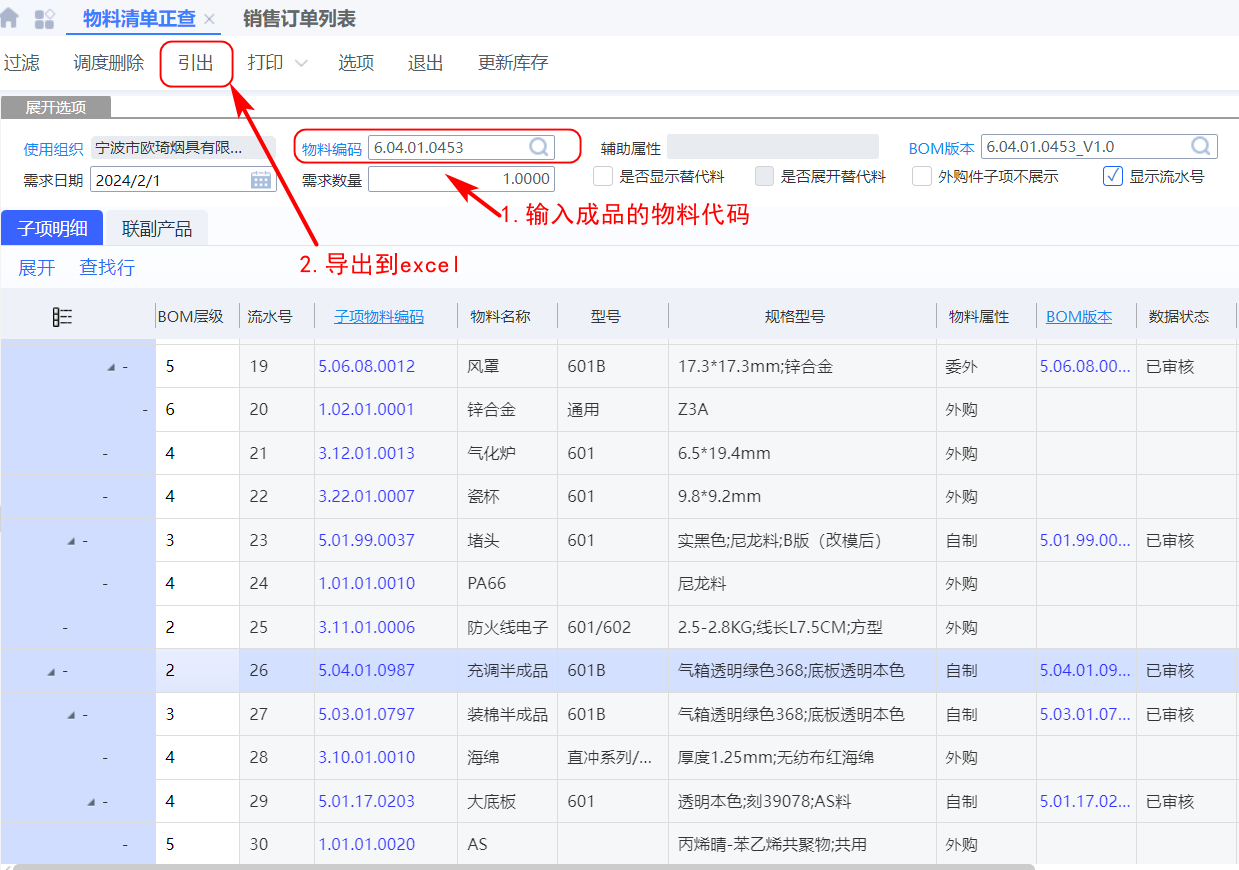 物料清单正查 × 销售订单列表
过滤 调度删除 引出 打印 选项 退出 更新库存
展开选项
使用组织 宁波市欧琦烟具有限... 物料编码 6.04.01.0453 辅助属性 BOM版本 6.04.01.0453_V1.0
需求日期 2024/2/1 需求数量 1.0000 是否显示替代料 是否展开替代料 外购件子项不展示 显示流水号
1. 输入成品的物料代码
子项明细 联副产品
2. 导出到excel
展开 查找行
BOM层级 流水号 子项物料编码 物料名称 型号 规格型号 物料属性 BOM版本 数据状态
- 5 19 5.06.08.0012 风罩 601B 17.3*17.3mm;锌合金 委外 5.06.08.00... 已审核
- 6 20 1.02.01.0001 锌合金 通用 Z3A 外购
- 4 21 3.12.01.0013 气化炉 601 6.5*19.4mm 外购
- 4 22 3.22.01.0007 瓷杯 601 9.8*9.2mm 外购
- 3 23 5.01.99.0037 堵头 601 实黑色;尼龙料;B版（改模后） 自制 5.01.99.00... 已审核
- 4 24 1.01.01.0010 PA66 尼龙料 外购
- 2 25 3.11.01.0006 防火线电子 601/602 2.5-2.8KG;线长L7.5CM;方型 外购
- 2 26 5.04.01.0987 充调半成品 601B 气箱透明绿色368;底板透明本色 自制 5.04.01.09... 已审核
- 3 27 5.03.01.0797 装棉半成品 601B 气箱透明绿色368;底板透明本色 自制 5.03.01.07... 已审核
- 4 28 3.10.01.0010 海绵 直冲系列/... 厚度1.25mm;无纺布红海绵 外购
- 4 29 5.01.17.0203 大底板 601 透明本色;刻39078;AS料 自制 5.01.17.02... 已审核
- 5 30 1.01.01.0020 AS 丙烯晴-苯乙烯共聚物;共用 外购